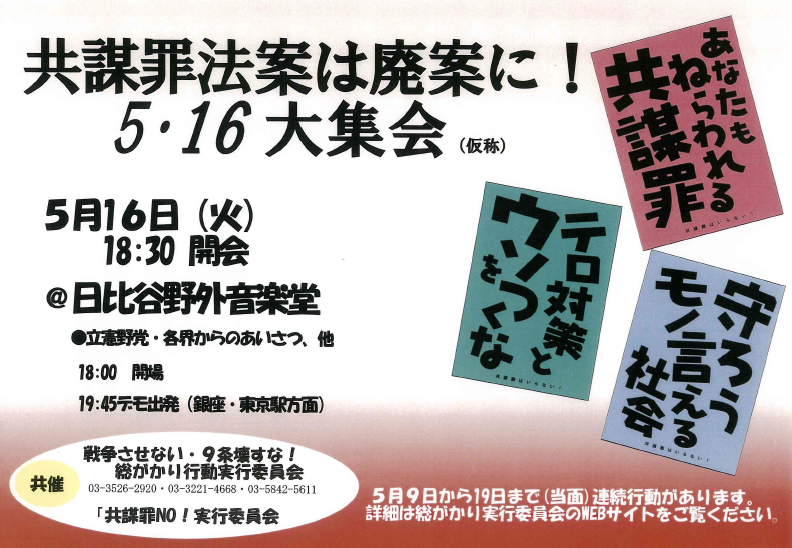 共謀罪法案は廃案に！
5・16 大集会（仮称）
あなたも
ねらわれる
共謀罪
共謀罪はいらない！
5月16日（火）
18:30 開会
@日比谷野外音楽堂
●立憲野党・各界からのあいさつ、他
18:00 開場
19:45デモ出発（銀座・東京駅方面）
テロ対策と
ウソつ
をくな
共謀罪はいらない！
守ろう
モノ言える
社会
共謀罪はいらない！
共催
戦争させない・9条壊すな！
総がかり行動実行委員会
03-3526-2920・03-3221-4668・03-5842-5611
「共謀罪NO！実行委員会
5月9日から19日まで（当面）連続行動があります。
詳細は総がかり実行委員会のWEBサイトをご覧ください。